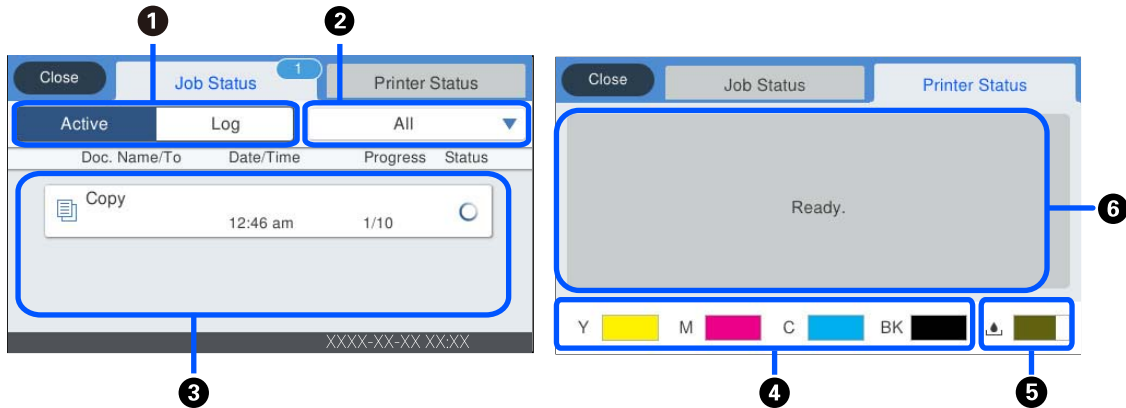 1 2
Close Job Status 1 Printer Status
Active Log All
Doc. Name/To Date/Time Progress Status
Copy
12:46 am 1/10
XXXX-XX-XX XX:XX
3
Close Job Status Printer Status
Ready.
6
Y M C BK
4 5